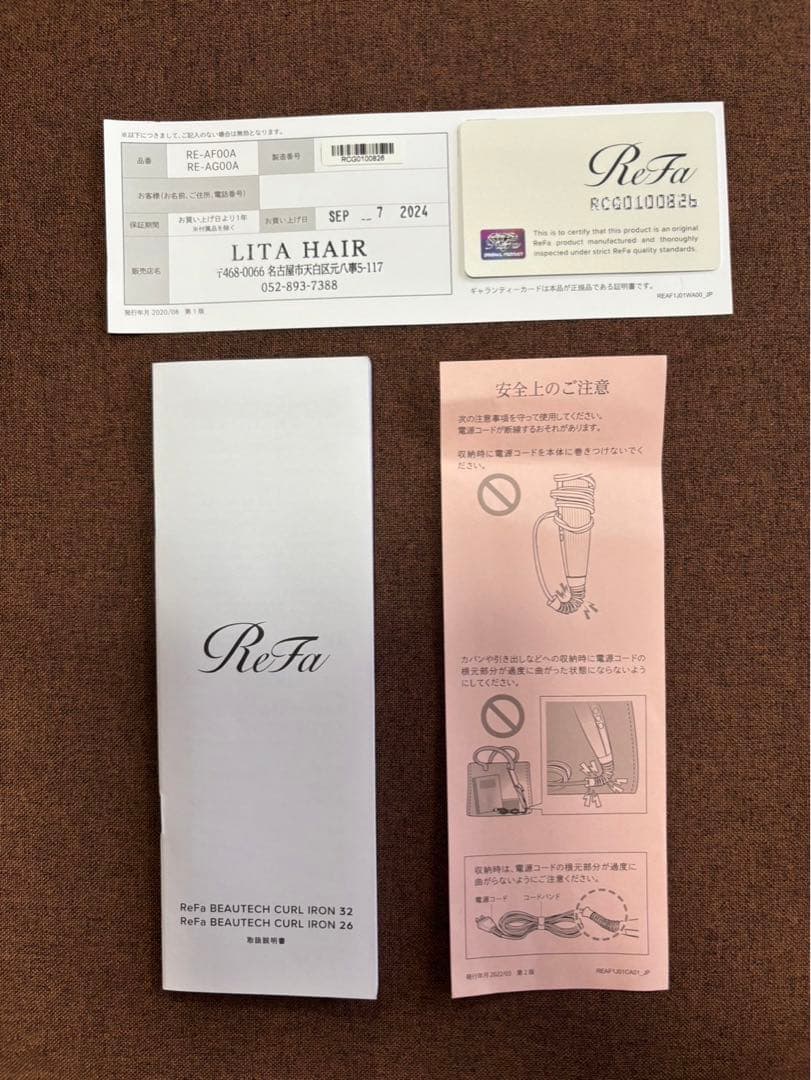 ※以下につきまして、ご記入のない場合は無効となります。
品番
RE-AF00A
RE-AG00A
製造番号
RCG0100826
お客様(お名前、ご住所、電話番号)
保証期間
お買い上げ日より1年
※付属品を除く
お買い上げ日
SEP -- 7 2024
販売店名
LITA HAIR
〒468-0066 名古屋市天白区元八事5-117
052-893-7388
発行年月 2020/08 第1版
ReFa
RCG0100826
ORIGINAL PRODUCT
This is to certify that this product is an original
ReFa product manufactured and thoroughly
inspected under strict ReFa quality standards.
ギャランティーカードは本品が正規品である証明書です。
REAF1J01WA00_JP
ReFa
ReFa BEAUTECH CURL IRON 32
ReFa BEAUTECH CURL IRON 26
取扱説明書
安全上のご注意
次の注意事項を守って使用してください。
電源コードが断線するおそれがあります。
収納時に電源コードを本体に巻きつけないでく
ださい。
カバンや引き出しなどへの収納時に電源コードの
根元部分が過度に曲がった状態にならないよう
にしてください。
収納時は、電源コードの根元部分が過度に
曲がらないようにご注意ください。
電源コード
コードバンド
発行年月 2022/03 第2版
REAF1J01CA01_JP